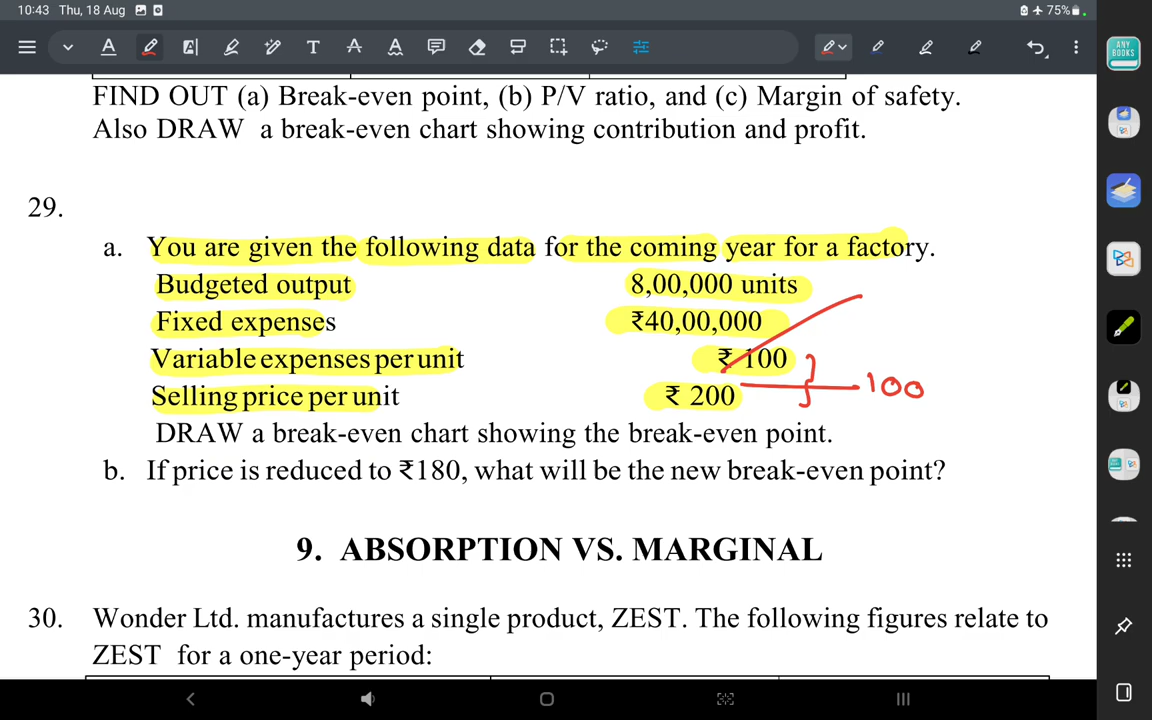 10:43 Thu, 18 Aug 75%
FIND OUT (a) Break-even point, (b) P/V ratio, and (c) Margin of safety.
Also DRAW a break-even chart showing contribution and profit.
29.
a. You are given the following data for the coming year for a factory.
Budgeted output 8,00,000 units
Fixed expenses ₹40,00,000
Variable expenses per unit ₹ 100
Selling price per unit ₹ 200
100
DRAW a break-even chart showing the break-even point.
b. If price is reduced to ₹180, what will be the new break-even point?
9. ABSORPTION VS. MARGINAL
30. Wonder Ltd. manufactures a single product, ZEST. The following figures relate to
ZEST for a one-year period:
ANY
BOOKS